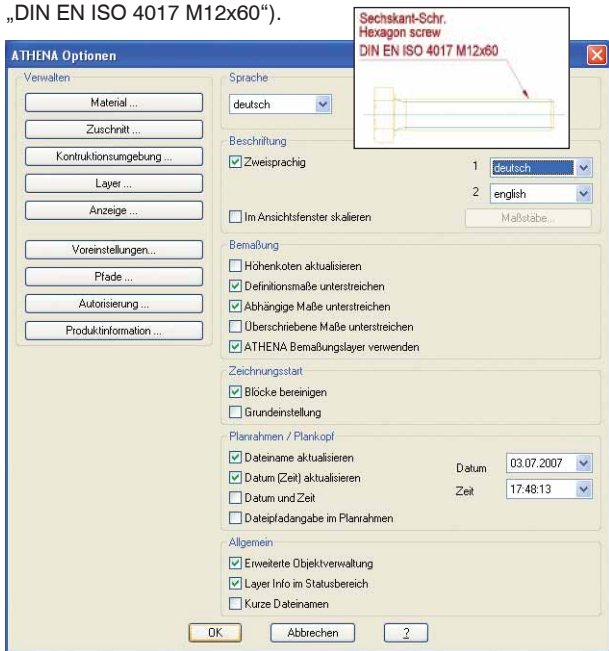 „DIN EN ISO 4017 M12x60“).
Sechskant-Schr.
Hexagon screw
DIN EN ISO 4017 M12x60
ATHENA Optionen
Verwalten
Material ...
Zuschnitt ...
Kontruktionsumgebung ...
Layer ...
Anzeige ...
Voreinstellungen...
Pfade ...
Autorisierung ...
Produktinformation ...
Sprache
deutsch
Beschriftung
Zweisprachig
1 deutsch
2 english
Im Ansichtsfenster skalieren
Maßstäbe...
Bemaßung
Höhenkoten aktualisieren
Definitionsmaße unterstreichen
Abhängige Maße unterstreichen
Überschriebene Maße unterstreichen
ATHENA Bemaßungslayer verwenden
Zeichnungsstart
Blöcke bereinigen
Grundeinstellung
Planrahmen / Plankopf
Dateiname aktualisieren
Datum (Zeit) aktualisieren
Datum und Zeit
Dateipfadangabe im Planrahmen
Datum 03.07.2007
Zeit 17:48:13
Allgemein
Erweiterte Objektverwaltung
Layer Info im Statusbereich
Kurze Dateinamen
OK Abbrechen ?